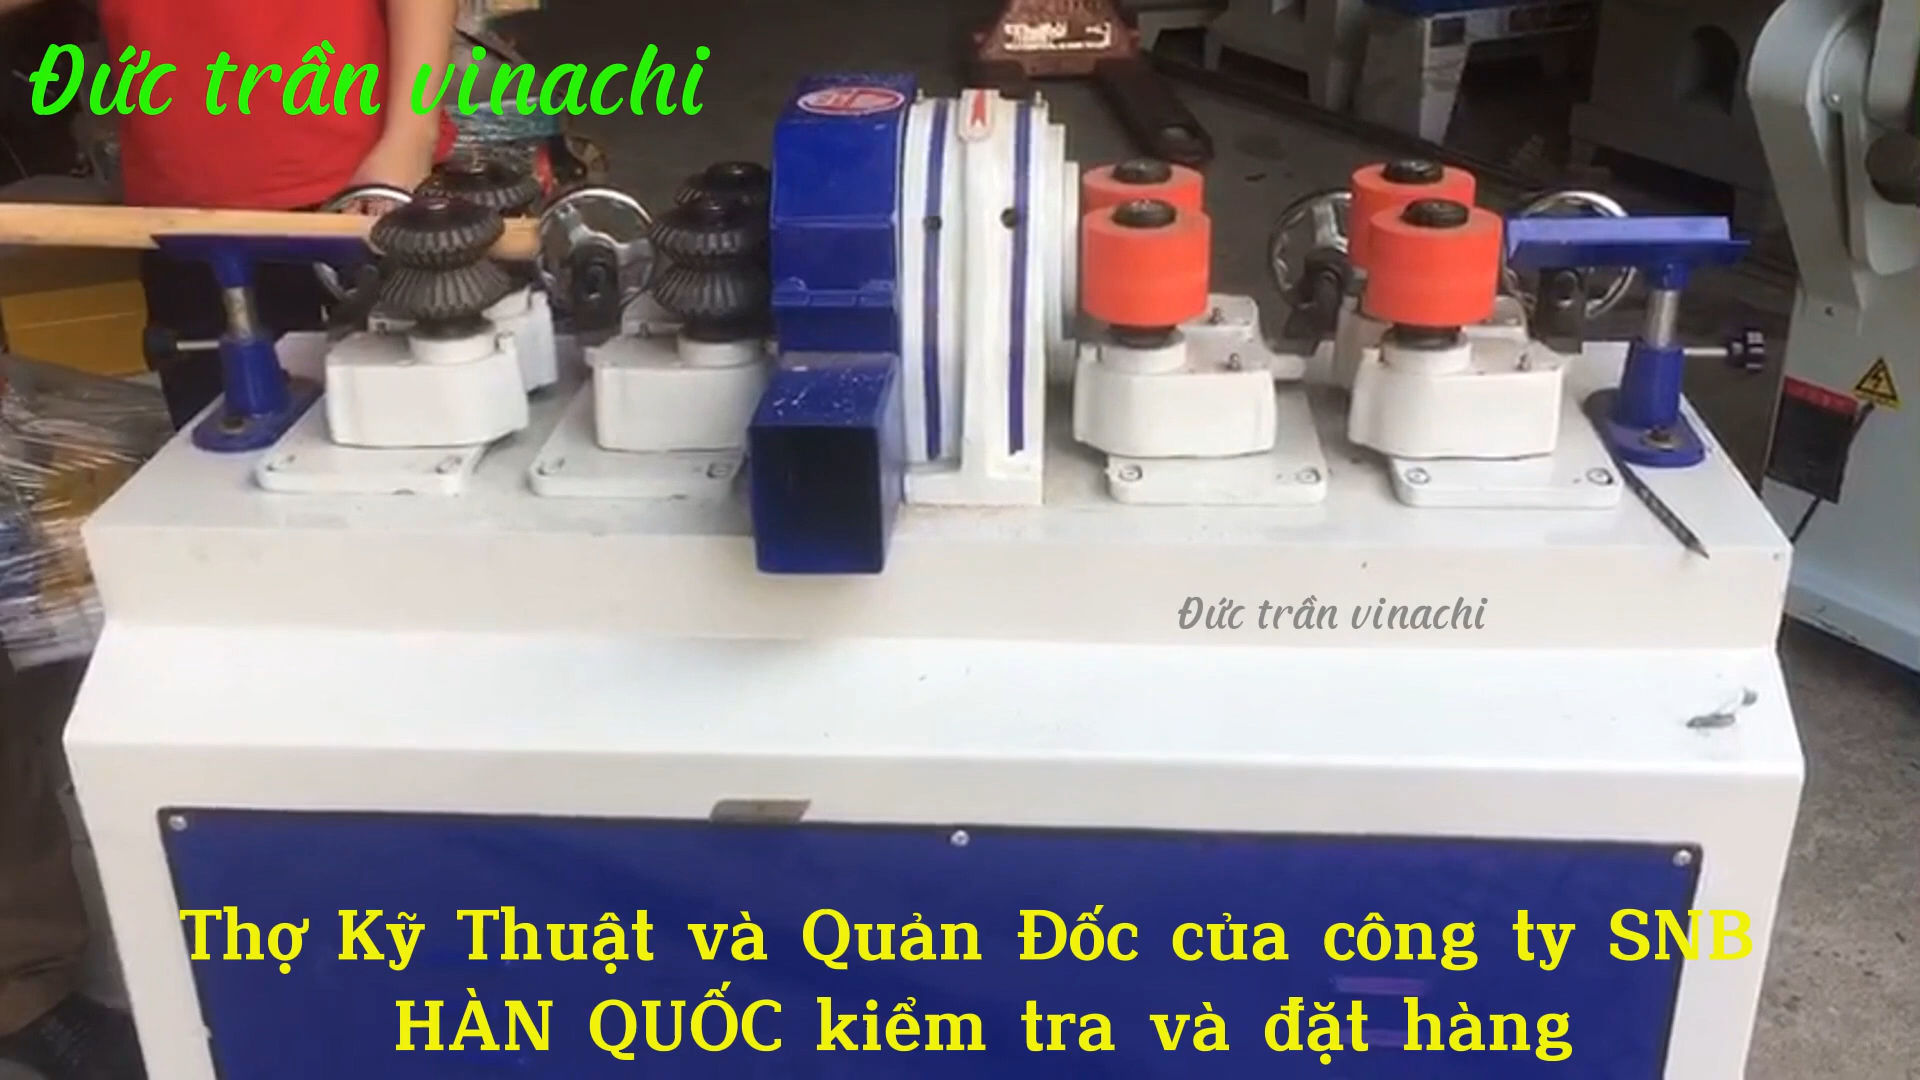 Đức trần vinachi
Đức trần vinachi
Thợ Kỹ Thuật và Quản Đốc của công ty SNB
HÀN QUỐC kiểm tra và đặt hàng